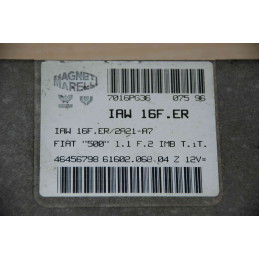 MAGNETI
MARELLI
7016PG36 075 96
IAW 16F.ER
IAW 16F.ER/2A21-A7
FIAT "500" 1.1 F.2 IMB T.iT.
46456798 61602.068.04 Z 12V=